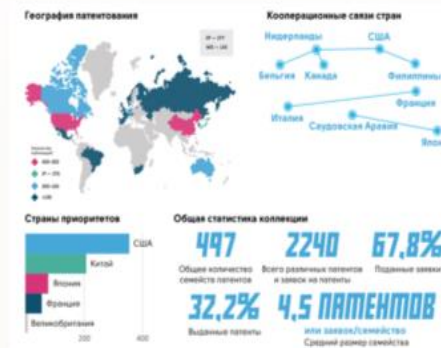 География патентования
Кооперационные связи стран
Нидерланды
США
Бельгия
Канада
Филиппины
Франция
Италия
Саудовская Аравия
Страны приоритетов
США
Китай
Япония
Франция
Великобритания
200
400
Общая статистика коллекции
497
Общее количество
семейств патентов
2240
Всего различных патентов
и заявок на патенты
67,8%
Поданные заявки
32,2%
Выданные патенты
4,5 ПАТЕНТОВ
или заявок/семейство
Средний размер семейства